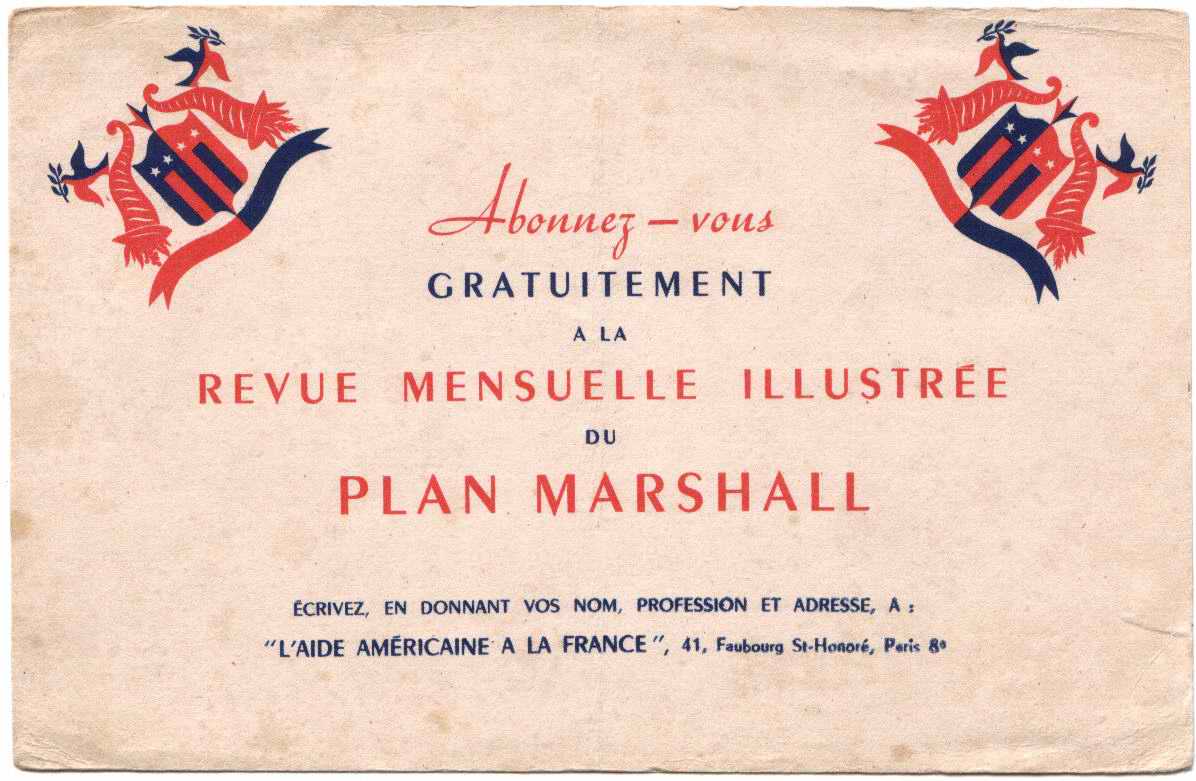 Abonnez-vous
GRATUITEMENT
A LA
REVUE MENSUELLE ILLUSTRÉE
DU
PLAN MARSHALL
ÉCRIVEZ, EN DONNANT VOS NOM, PROFESSION ET ADRESSE, A :
"L'AIDE AMÉRICAINE A LA FRANCE", 41, Faubourg St-Honoré, Paris 8e